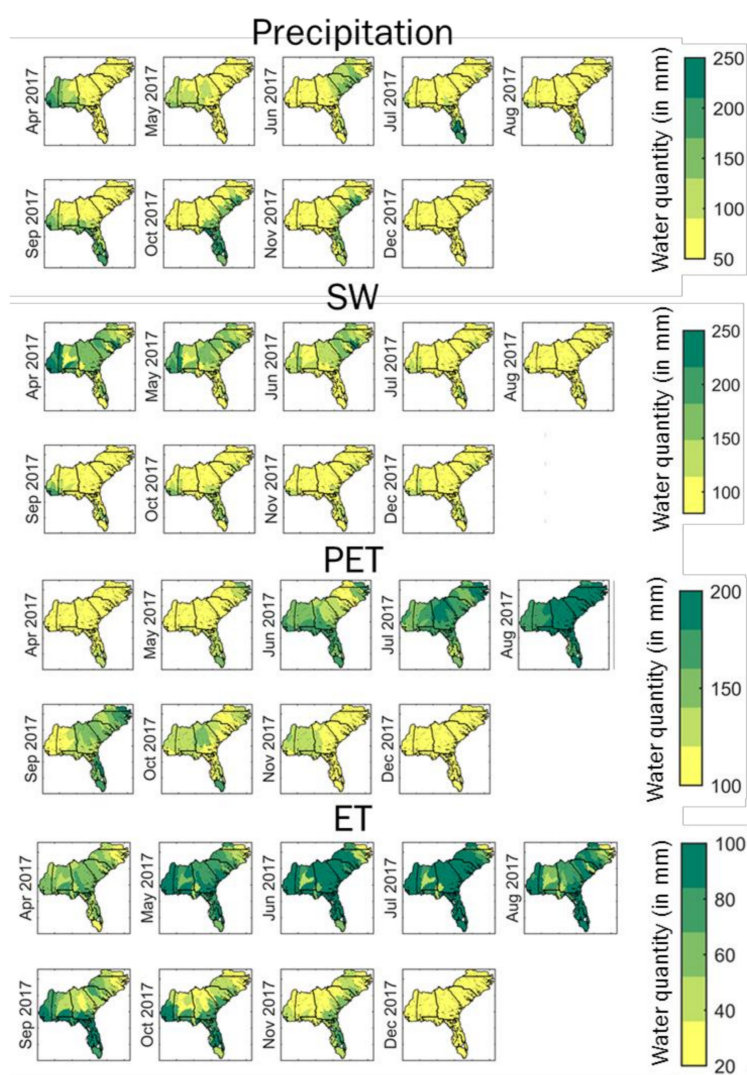 Precipitation
Apr 2017
May 2017
Jun 2017
Jul 2017
Aug 2017
Sep 2017
Oct 2017
Nov 2017
Dec 2017
Water quantity (in mm)
250
200
150
100
50
SW
Apr 2017
May 2017
Jun 2017
Jul 2017
Aug 2017
Sep 2017
Oct 2017
Nov 2017
Dec 2017
Water quantity (in mm)
250
200
150
100
PET
Apr 2017
May 2017
Jun 2017
Jul 2017
Aug 2017
Sep 2017
Oct 2017
Nov 2017
Dec 2017
Water quantity (in mm)
200
150
100
ET
Apr 2017
May 2017
Jun 2017
Jul 2017
Aug 2017
Sep 2017
Oct 2017
Nov 2017
Dec 2017
Water quantity (in mm)
100
80
60
40
20